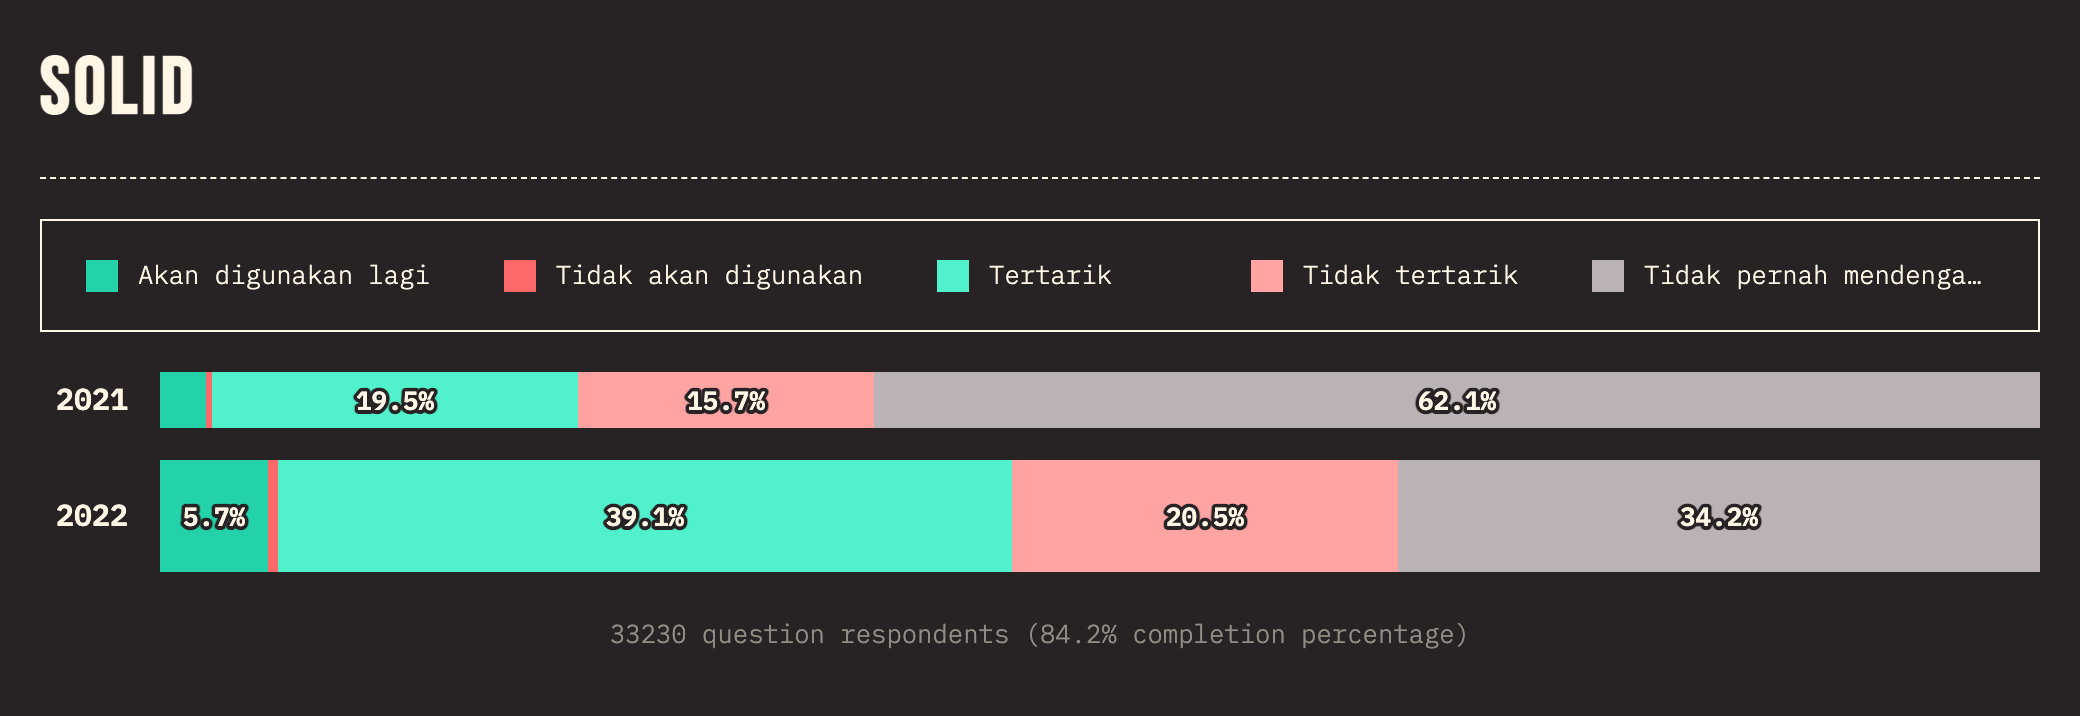 SOLID
Akan digunakan lagi Tidak akan digunakan Tertarik Tidak tertarik Tidak pernah mendenga…
2021 19.5% 15.7% 62.1%
2022 5.7% 39.1% 20.5% 34.2%
33230 question respondents (84.2% completion percentage)